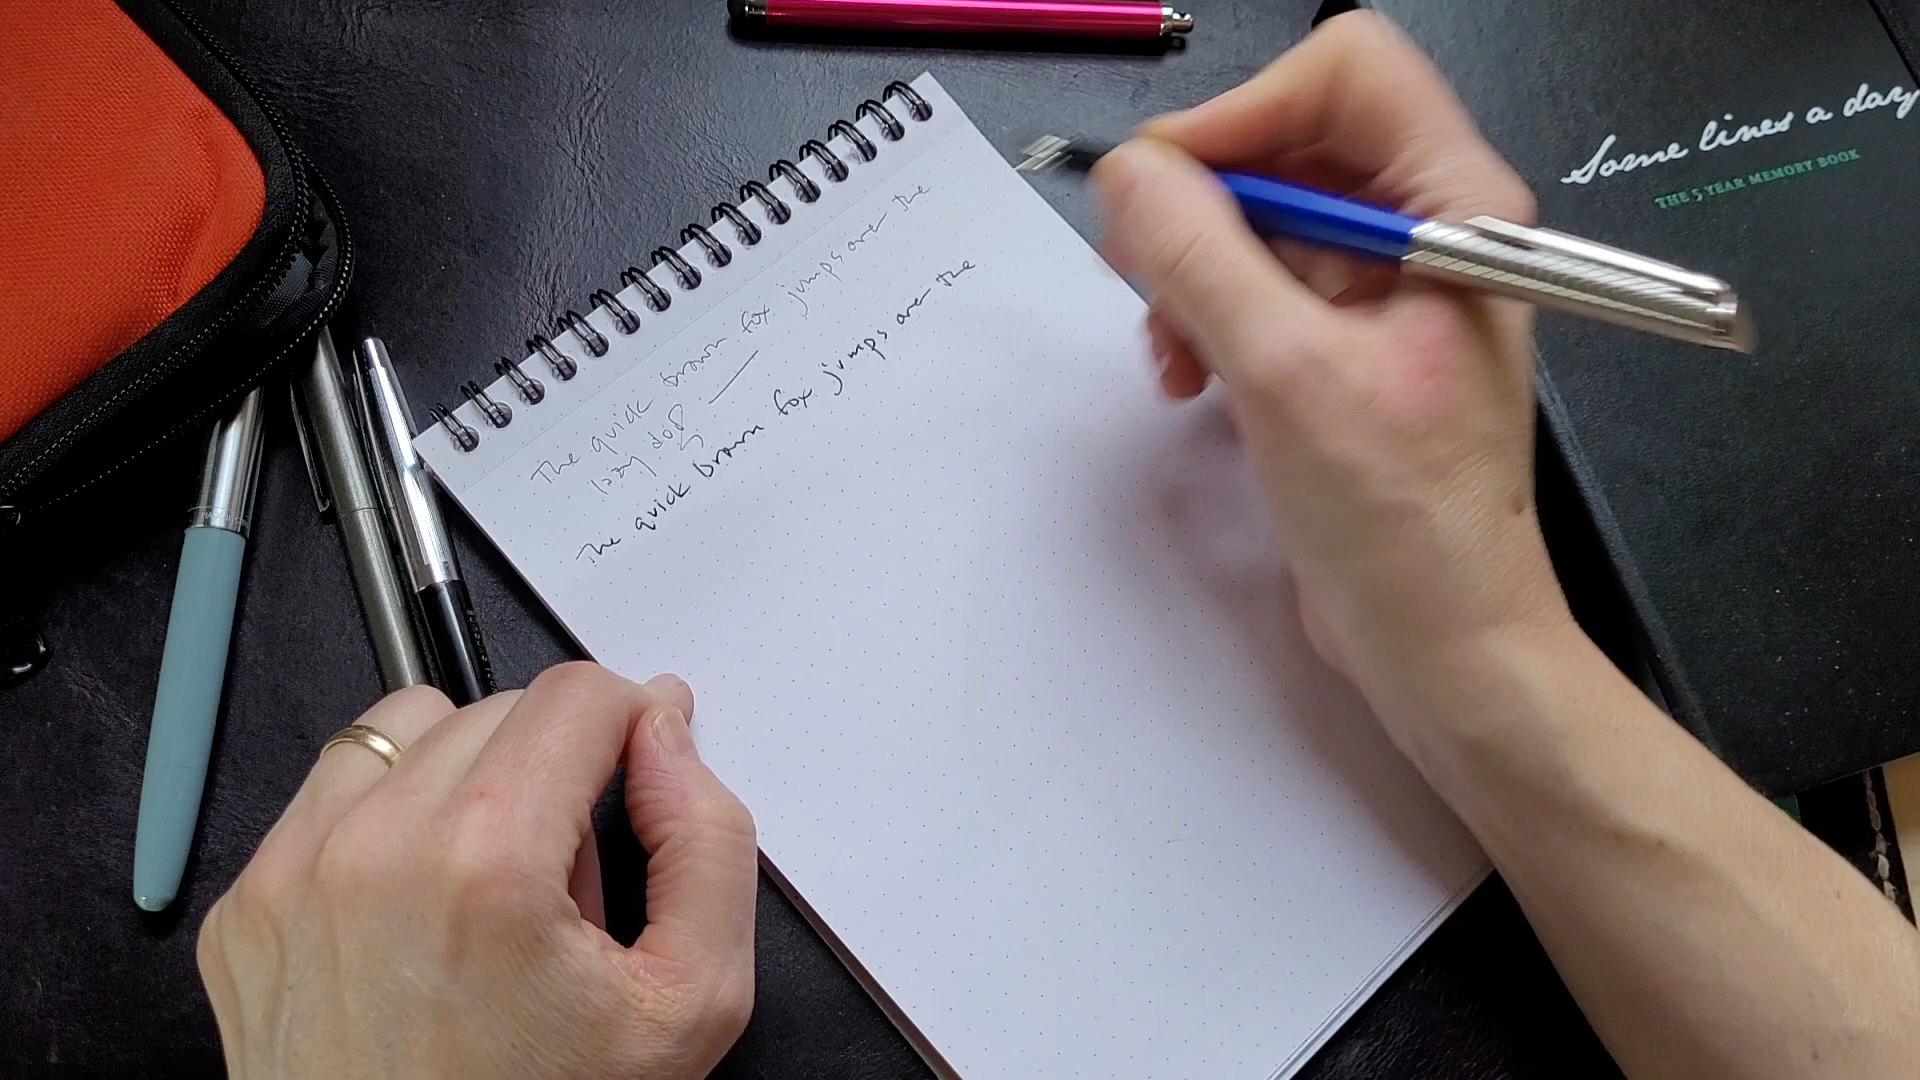 The quick brown fox jumps over the
lazy dog
The quick brown fox jumps over the
Some lines a day
THE 5 YEAR MEMORY BOOK